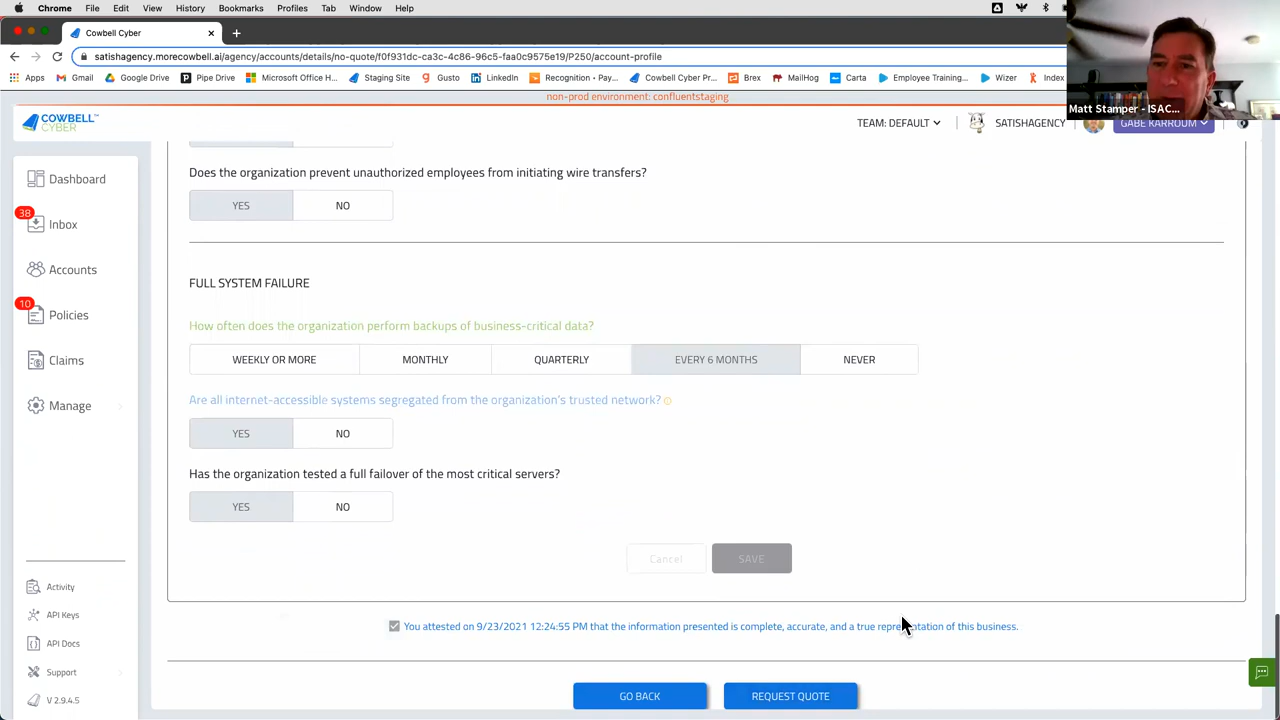 Chrome File Edit View History Bookmarks Profiles Tab Window Help
Cowbell Cyber
satishagency.morecowbell.ai/agency/accounts/details/no-quote/f0f931dc-ca3c-4c86-96c5-faa0c9575e19/P250/account-profile
Apps Gmail Google Drive Pipe Drive Microsoft Office H... Staging Site Gusto LinkedIn Recognition • Pay... Cowbell Cyber Pr... Brex MailHog Carta Employee Training... Wizer Index
non-prod environment: confluentstaging
Matt Stamper - ISAC...
COWBELL
CYBER
TEAM: DEFAULT SATISHAGENCY GABE KARROUM
Dashboard
38
Inbox
Accounts
10
Policies
Claims
Manage
Activity
API Keys
API Docs
Support
V 2.9.4.5
Does the organization prevent unauthorized employees from initiating wire transfers?
YES NO
FULL SYSTEM FAILURE
How often does the organization perform backups of business-critical data?
WEEKLY OR MORE MONTHLY QUARTERLY EVERY 6 MONTHS NEVER
Are all internet-accessible systems segregated from the organization's trusted network?
YES NO
Has the organization tested a full failover of the most critical servers?
YES NO
Cancel SAVE
You attested on 9/23/2021 12:24:55 PM that the information presented is complete, accurate, and a true representation of this business.
GO BACK REQUEST QUOTE